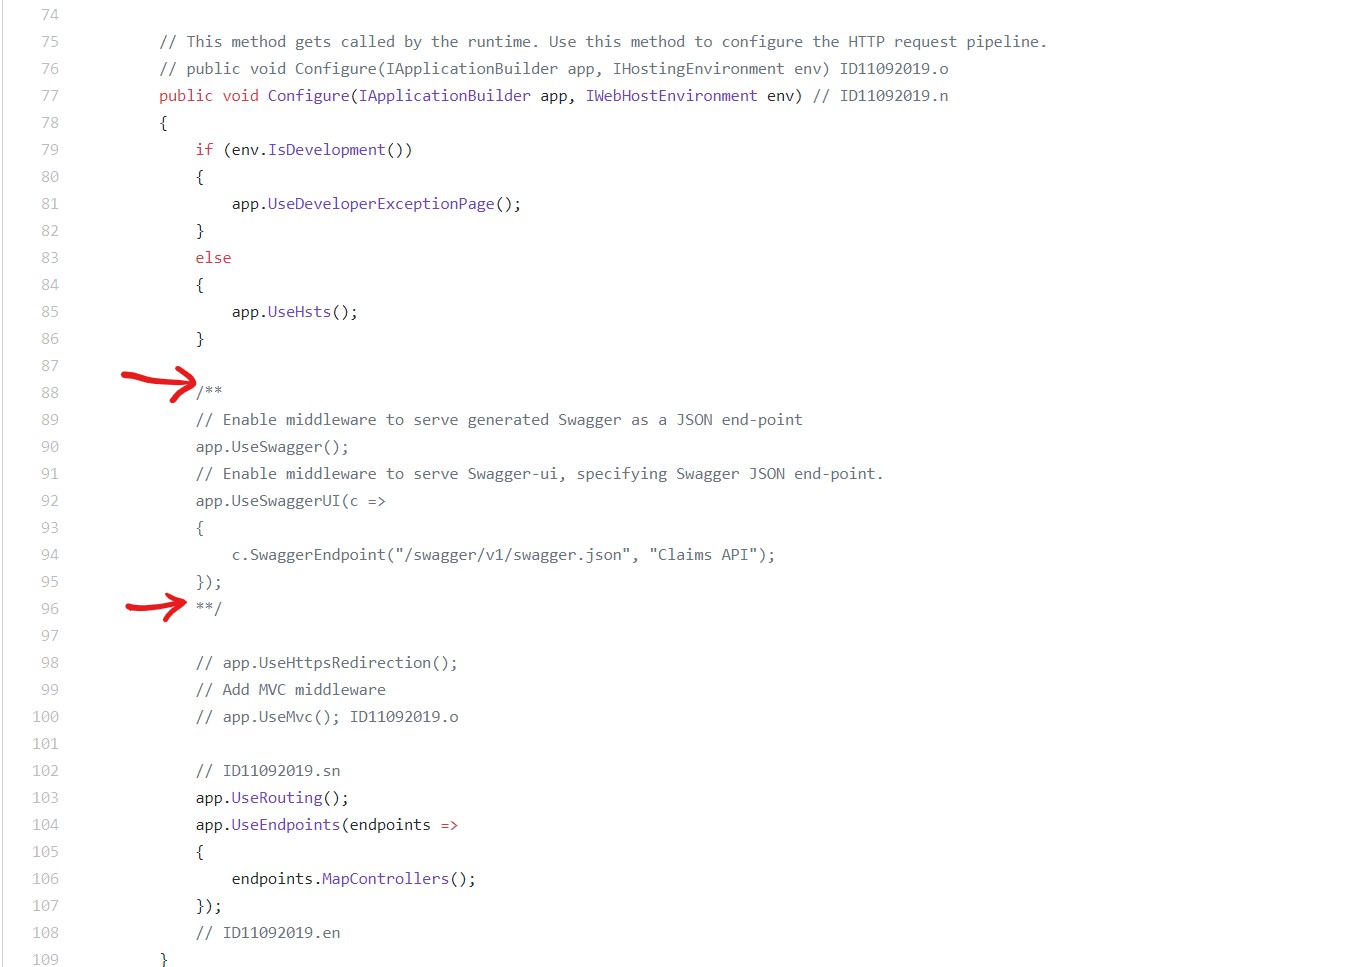 74
75 // This method gets called by the runtime. Use this method to configure the HTTP request pipeline.
76 // public void Configure(IApplicationBuilder app, IHostingEnvironment env) ID11092019.o
77 public void Configure(IApplicationBuilder app, IWebHostEnvironment env) // ID11092019.n
78 {
79 if (env.IsDevelopment())
80 {
81 app.UseDeveloperExceptionPage();
82 }
83 else
84 {
85 app.UseHsts();
86 }
87
88 /**
89 // Enable middleware to serve generated Swagger as a JSON end-point
90 app.UseSwagger();
91 // Enable middleware to serve Swagger-ui, specifying Swagger JSON end-point.
92 app.UseSwaggerUI(c =>
93 {
94 c.SwaggerEndpoint("/swagger/v1/swagger.json", "Claims API");
95 });
96 **/
97
98 // app.UseHttpsRedirection();
99 // Add MVC middleware
100 // app.UseMvc(); ID11092019.o
101
102 // ID11092019.sn
103 app.UseRouting();
104 app.UseEndpoints(endpoints =>
105 {
106 endpoints.MapControllers();
107 });
108 // ID11092019.en
109 }